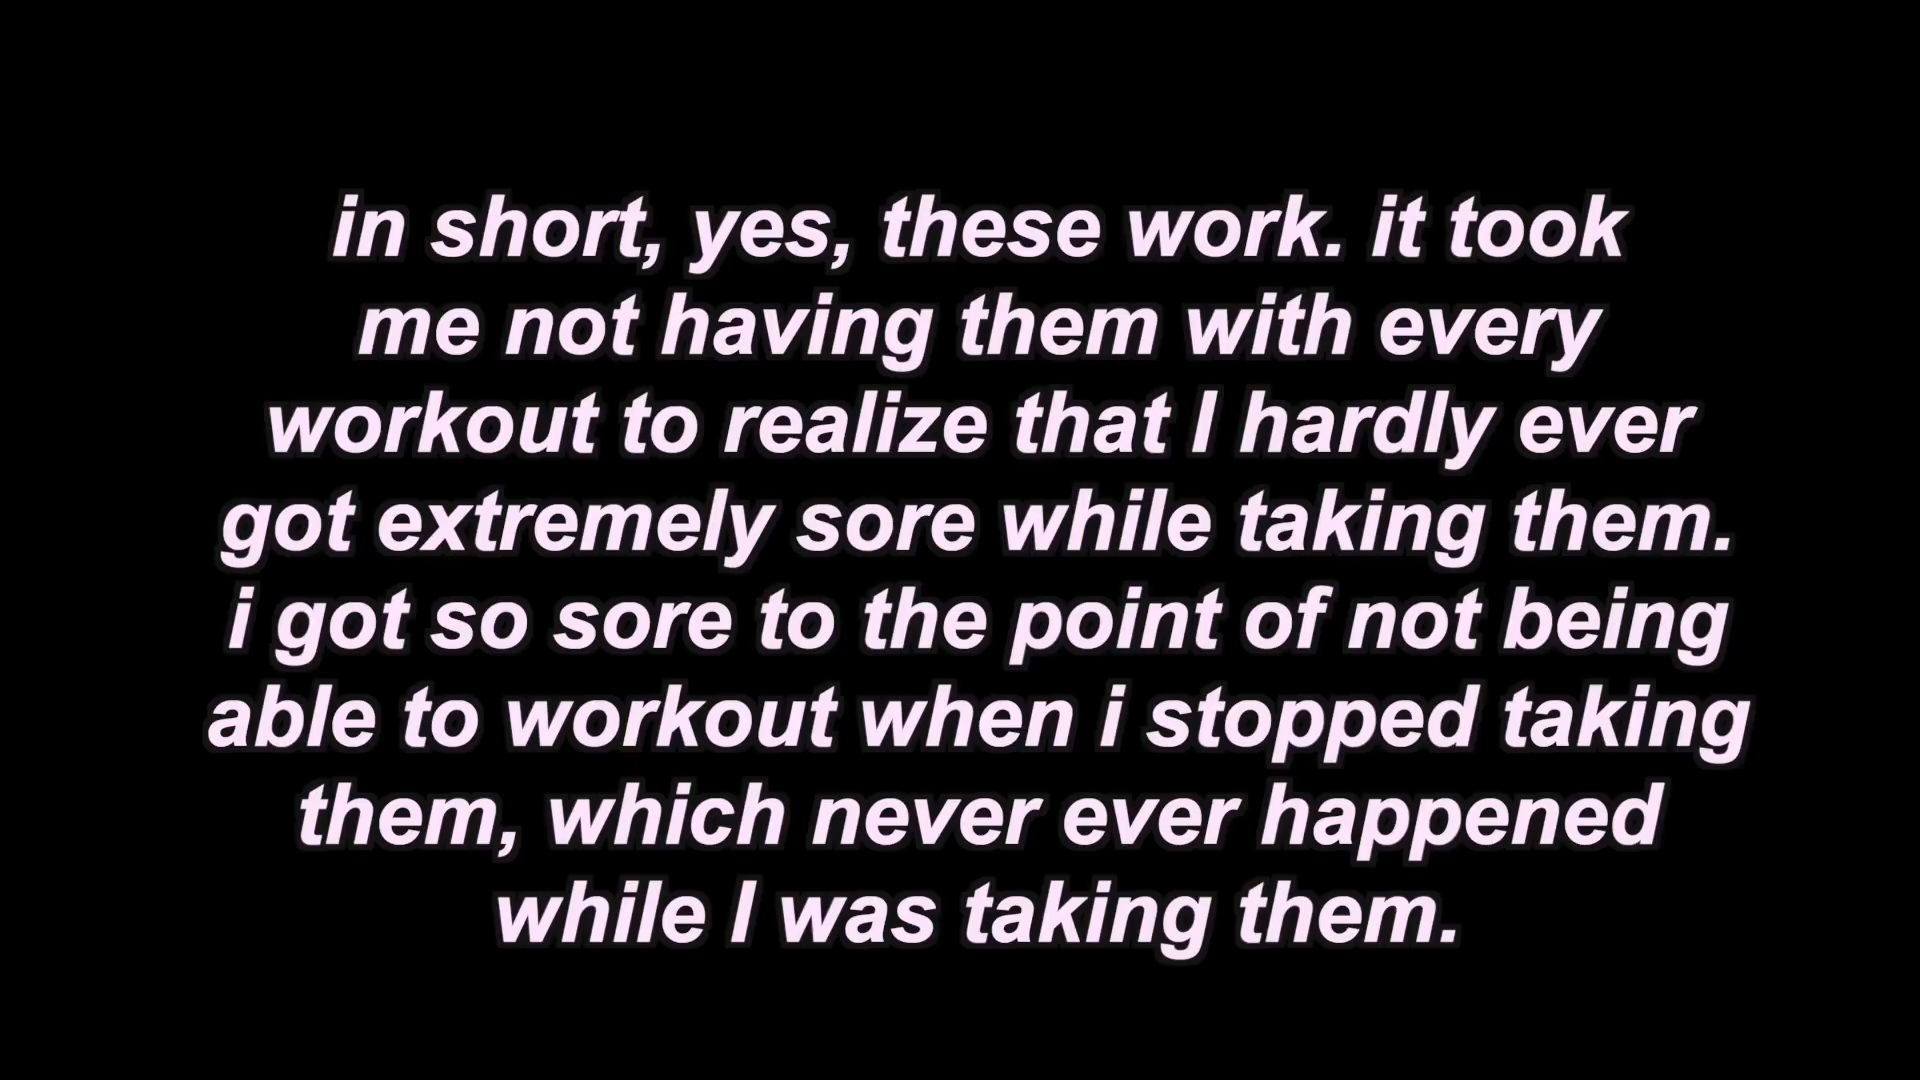 in short, yes, these work. it took
me not having them with every
workout to realize that I hardly ever
got extremely sore while taking them.
i got so sore to the point of not being
able to workout when i stopped taking
them, which never ever happened
while I was taking them.